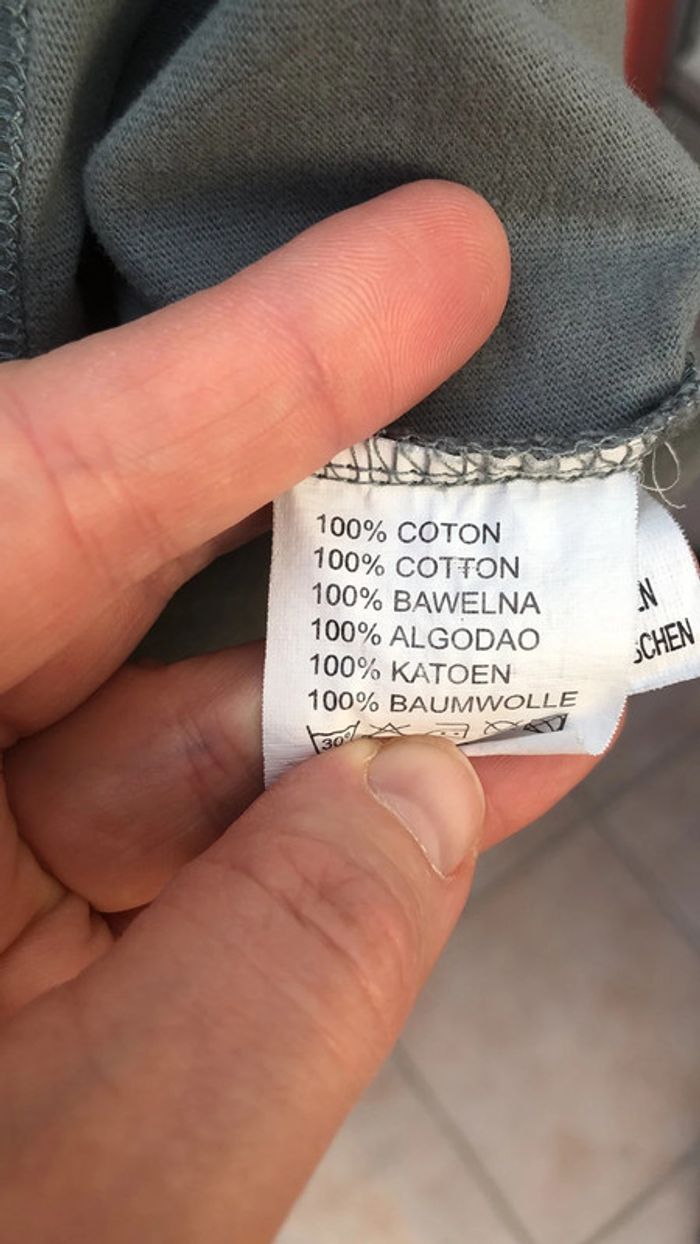 100% COTON
100% COTTON
100% BAWELNA
100% ALGODAO
100% KATOEN
100% BAUMWOLLE
30°